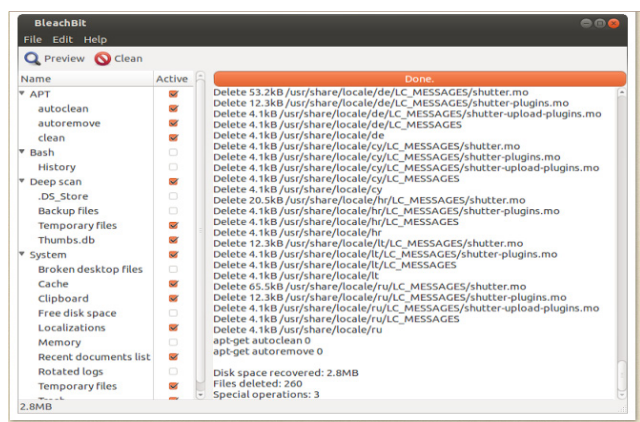 BleachBit
File Edit Help
Preview Clean
Name Active
APT
autoclean
autoremove
clean
Bash
History
Deep scan
.DS_Store
Backup files
Temporary files
Thumbs.db
System
Broken desktop files
Cache
Clipboard
Free disk space
Localizations
Memory
Recent documents list
Rotated logs
Temporary files
Trash
Done.
Delete 53.2kB /usr/share/locale/de/LC_MESSAGES/shutter.mo
Delete 12.3kB /usr/share/locale/de/LC_MESSAGES/shutter-plugins.mo
Delete 4.1kB /usr/share/locale/de/LC_MESSAGES/shutter-upload-plugins.mo
Delete 4.1kB /usr/share/locale/de/LC_MESSAGES
Delete 4.1kB /usr/share/locale/de
Delete 4.1kB /usr/share/locale/cy/LC_MESSAGES/shutter.mo
Delete 4.1kB /usr/share/locale/cy/LC_MESSAGES/shutter-plugins.mo
Delete 4.1kB /usr/share/locale/cy/LC_MESSAGES/shutter-upload-plugins.mo
Delete 4.1kB /usr/share/locale/cy/LC_MESSAGES
Delete 4.1kB /usr/share/locale/cy
Delete 20.5kB /usr/share/locale/hr/LC_MESSAGES/shutter.mo
Delete 4.1kB /usr/share/locale/hr/LC_MESSAGES/shutter-plugins.mo
Delete 4.1kB /usr/share/locale/hr/LC_MESSAGES
Delete 4.1kB /usr/share/locale/hr
Delete 12.3kB /usr/share/locale/lt/LC_MESSAGES/shutter.mo
Delete 4.1kB /usr/share/locale/lt/LC_MESSAGES/shutter-plugins.mo
Delete 4.1kB /usr/share/locale/lt/LC_MESSAGES
Delete 4.1kB /usr/share/locale/lt
Delete 65.5kB /usr/share/locale/ru/LC_MESSAGES/shutter.mo
Delete 12.3kB /usr/share/locale/ru/LC_MESSAGES/shutter-plugins.mo
Delete 4.1kB /usr/share/locale/ru/LC_MESSAGES/shutter-upload-plugins.mo
Delete 4.1kB /usr/share/locale/ru/LC_MESSAGES
Delete 4.1kB /usr/share/locale/ru
apt-get autoclean 0
apt-get autoremove 0
Disk space recovered: 2.8MB
Files deleted: 260
Special operations: 3
2.8MB